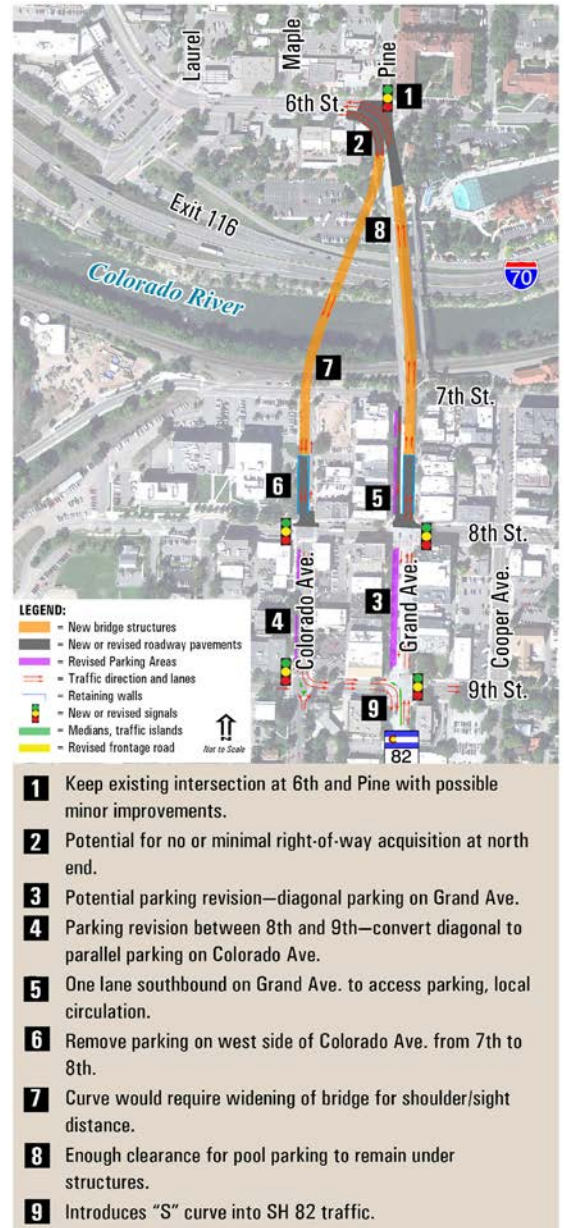 Laurel
Maple
Pine
6th St.
1
2
Exit 116
8
70
Colorado River
7
7th St.
6
5
8th St.
Colorado Ave.
Grand Ave.
Cooper Ave.
3
4
9th St.
9
82
LEGEND:
= New bridge structures
= New or revised roadway pavements
= Revised Parking Areas
= Traffic direction and lanes
= Retaining walls
= New or revised signals
= Medians, traffic islands
= Revised frontage road
Not to Scale
1 Keep existing intersection at 6th and Pine with possible
minor improvements.
2 Potential for no or minimal right-of-way acquisition at north
end.
3 Potential parking revision—diagonal parking on Grand Ave.
4 Parking revision between 8th and 9th—convert diagonal to
parallel parking on Colorado Ave.
5 One lane southbound on Grand Ave. to access parking, local
circulation.
6 Remove parking on west side of Colorado Ave. from 7th to
8th.
7 Curve would require widening of bridge for shoulder/sight
distance.
8 Enough clearance for pool parking to remain under
structures.
9 Introduces “S” curve into SH 82 traffic.